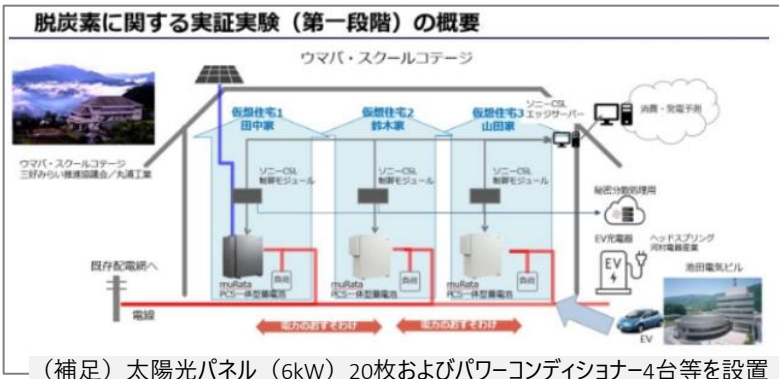 脱炭素に関する実証実験（第一段階）の概要
ウマバ・スクールコテージ
仮想住宅1
田中家
仮想住宅2
鈴木家
仮想住宅3
山田家
ソニーCSL
エッジサーバー
消費・発電予測
ウマバ・スクールコテージ
三好みらい推進協議会／丸浦工業
ソニーCSL
制御モジュール
ソニーCSL
制御モジュール
ソニーCSL
制御モジュール
秘密分散処理用
EV充電器
ヘッドスプリング
河村電器産業
EV
池田電気ビル
既存配電網へ
電線
負荷
負荷
負荷
muRata
PCS一体型蓄電池
muRata
PCS一体型蓄電池
muRata
PCS一体型蓄電池
電力のおすそわけ
電力のおすそわけ
EV
（補足）太陽光パネル（6kW）20枚およびパワーコンディショナー4台等を設置